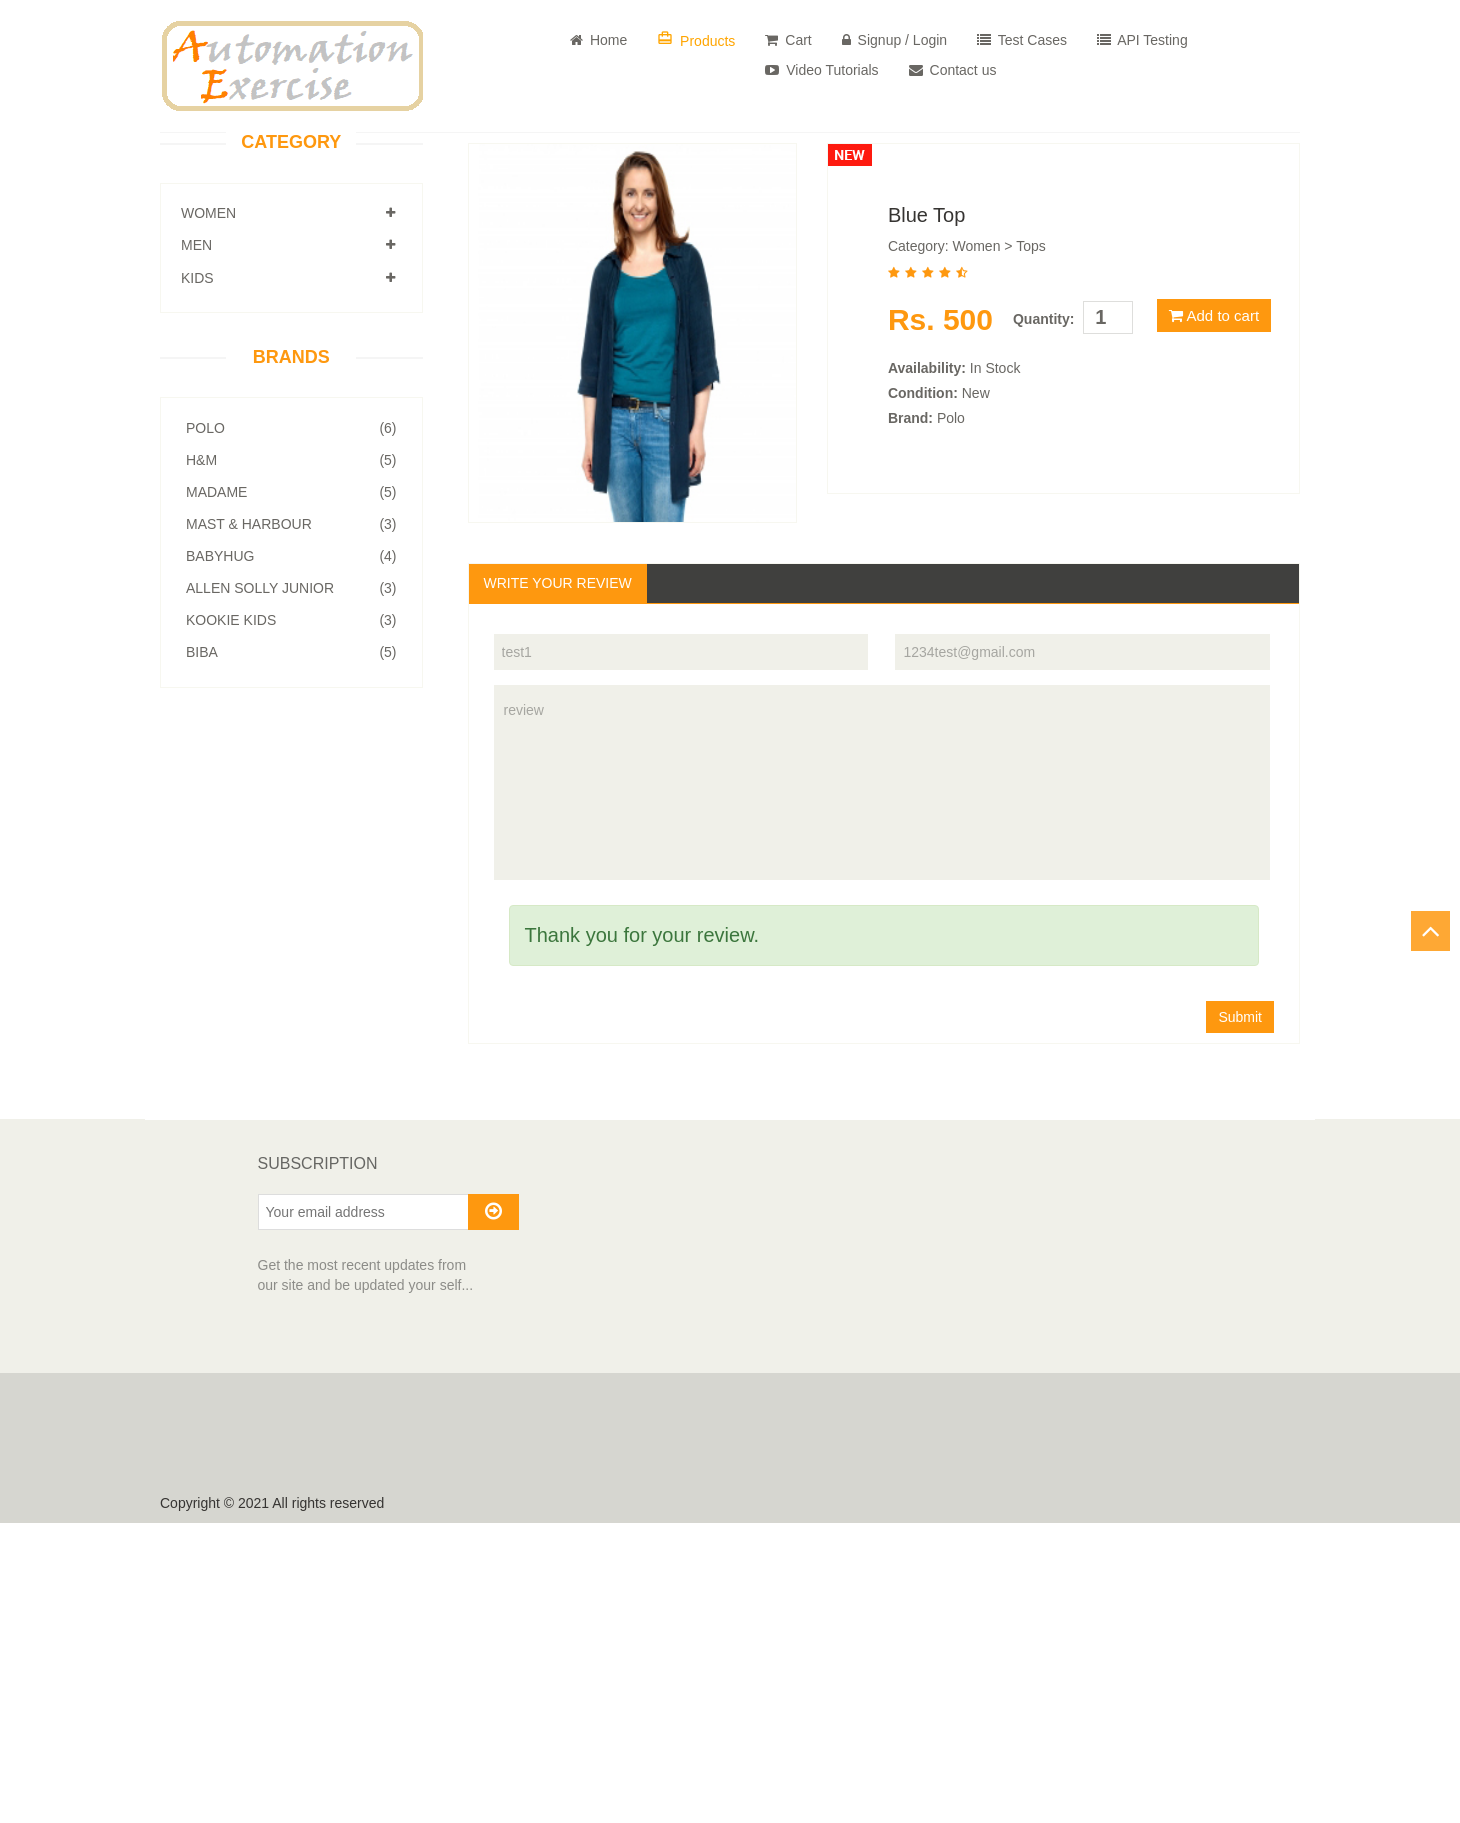 Automation
Exercise
Home
Products
Cart
Signup / Login
Test Cases
API Testing
Video Tutorials
Contact us
CATEGORY
WOMEN
MEN
KIDS
BRANDS
POLO (6)
H&M (5)
MADAME (5)
MAST & HARBOUR (3)
BABYHUG (4)
ALLEN SOLLY JUNIOR (3)
KOOKIE KIDS (3)
BIBA (5)
NEW
Blue Top
Category: Women > Tops
Rs. 500 Quantity: 1 Add to cart
Availability: In Stock
Condition: New
Brand: Polo
WRITE YOUR REVIEW
test1
1234test@gmail.com
review
Thank you for your review.
Submit
SUBSCRIPTION
Your email address
Get the most recent updates from
our site and be updated your self...
Copyright © 2021 All rights reserved